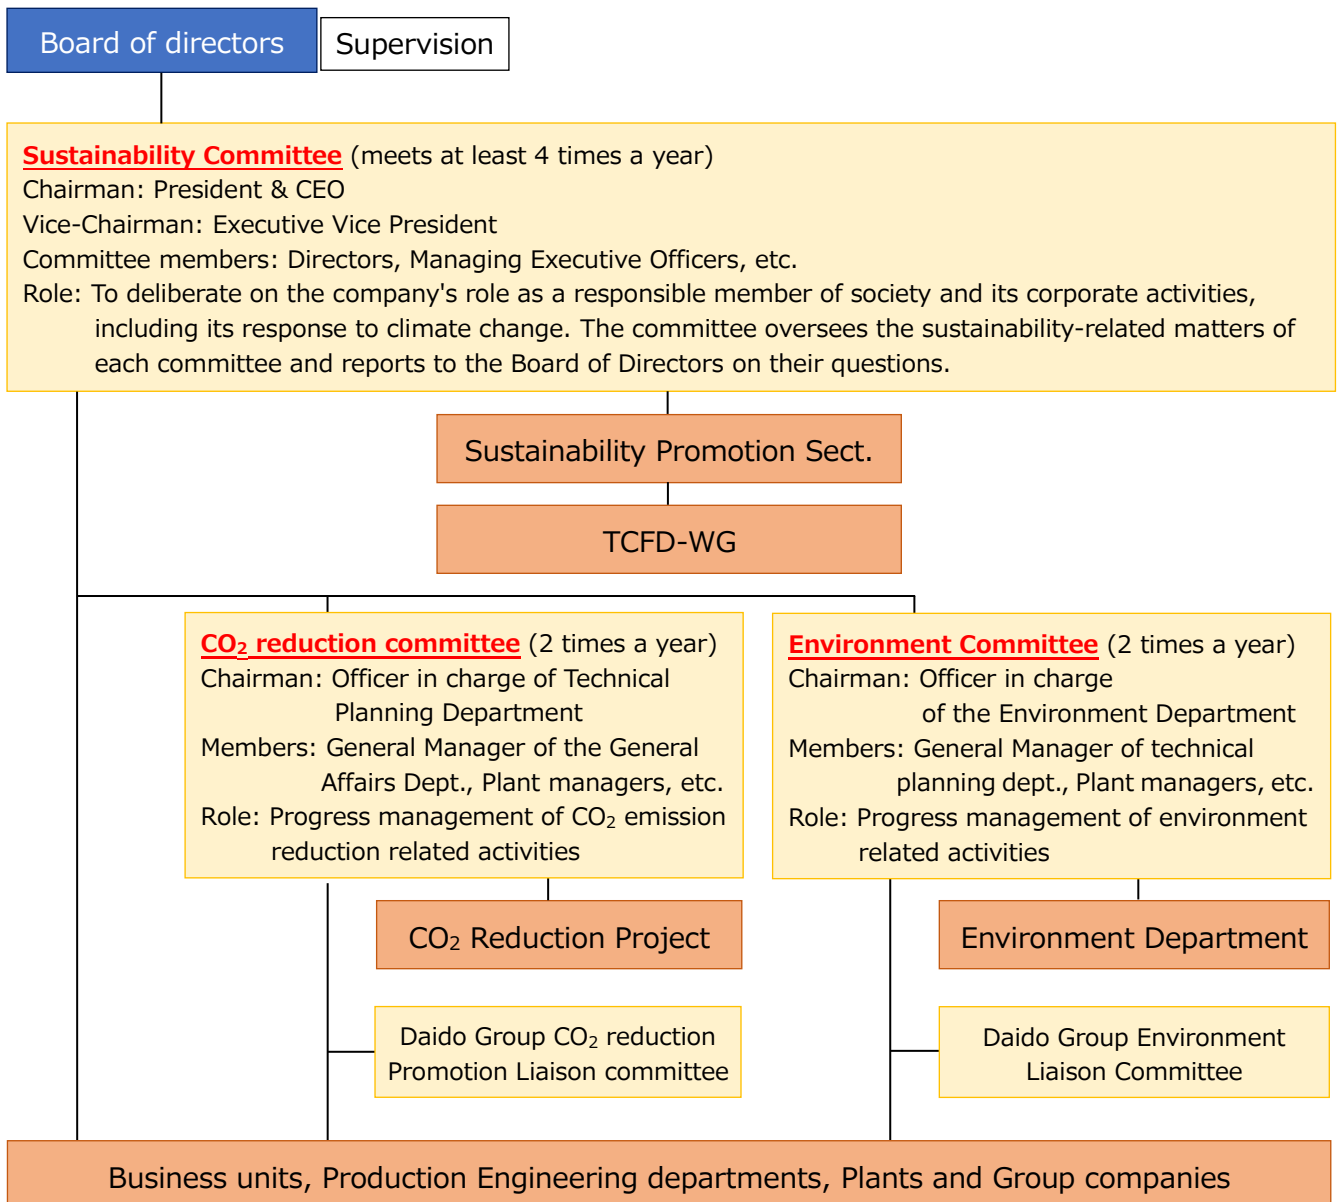 Board of directors
Supervision
Sustainability Committee (meets at least 4 times a year)
Chairman: President & CEO
Vice-Chairman: Executive Vice President
Committee members: Directors, Managing Executive Officers, etc.
Role: To deliberate on the company's role as a responsible member of society and its corporate activities,
including its response to climate change. The committee oversees the sustainability-related matters of
each committee and reports to the Board of Directors on their questions.
Sustainability Promotion Sect.
TCFD-WG
CO₂ reduction committee (2 times a year)
Chairman: Officer in charge of Technical
Planning Department
Members: General Manager of the General
Affairs Dept., Plant managers, etc.
Role: Progress management of CO₂ emission
reduction related activities
Environment Committee (2 times a year)
Chairman: Officer in charge
of the Environment Department
Members: General Manager of technical
planning dept., Plant managers, etc.
Role: Progress management of environment
related activities
CO₂ Reduction Project
Environment Department
Daido Group CO₂ reduction
Promotion Liaison committee
Daido Group Environment
Liaison Committee
Business units, Production Engineering departments, Plants and Group companies